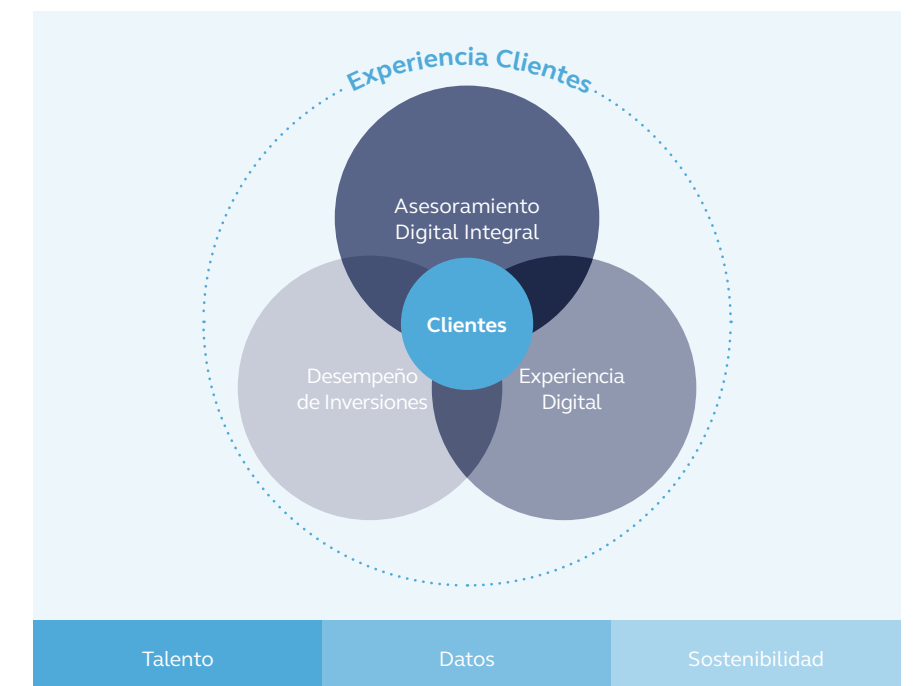 Experiencia Clientes
Asesoramiento
Digital Integral
Clientes
Desempeño
de Inversiones
Experiencia
Digital
Talento
Datos
Sostenibilidad